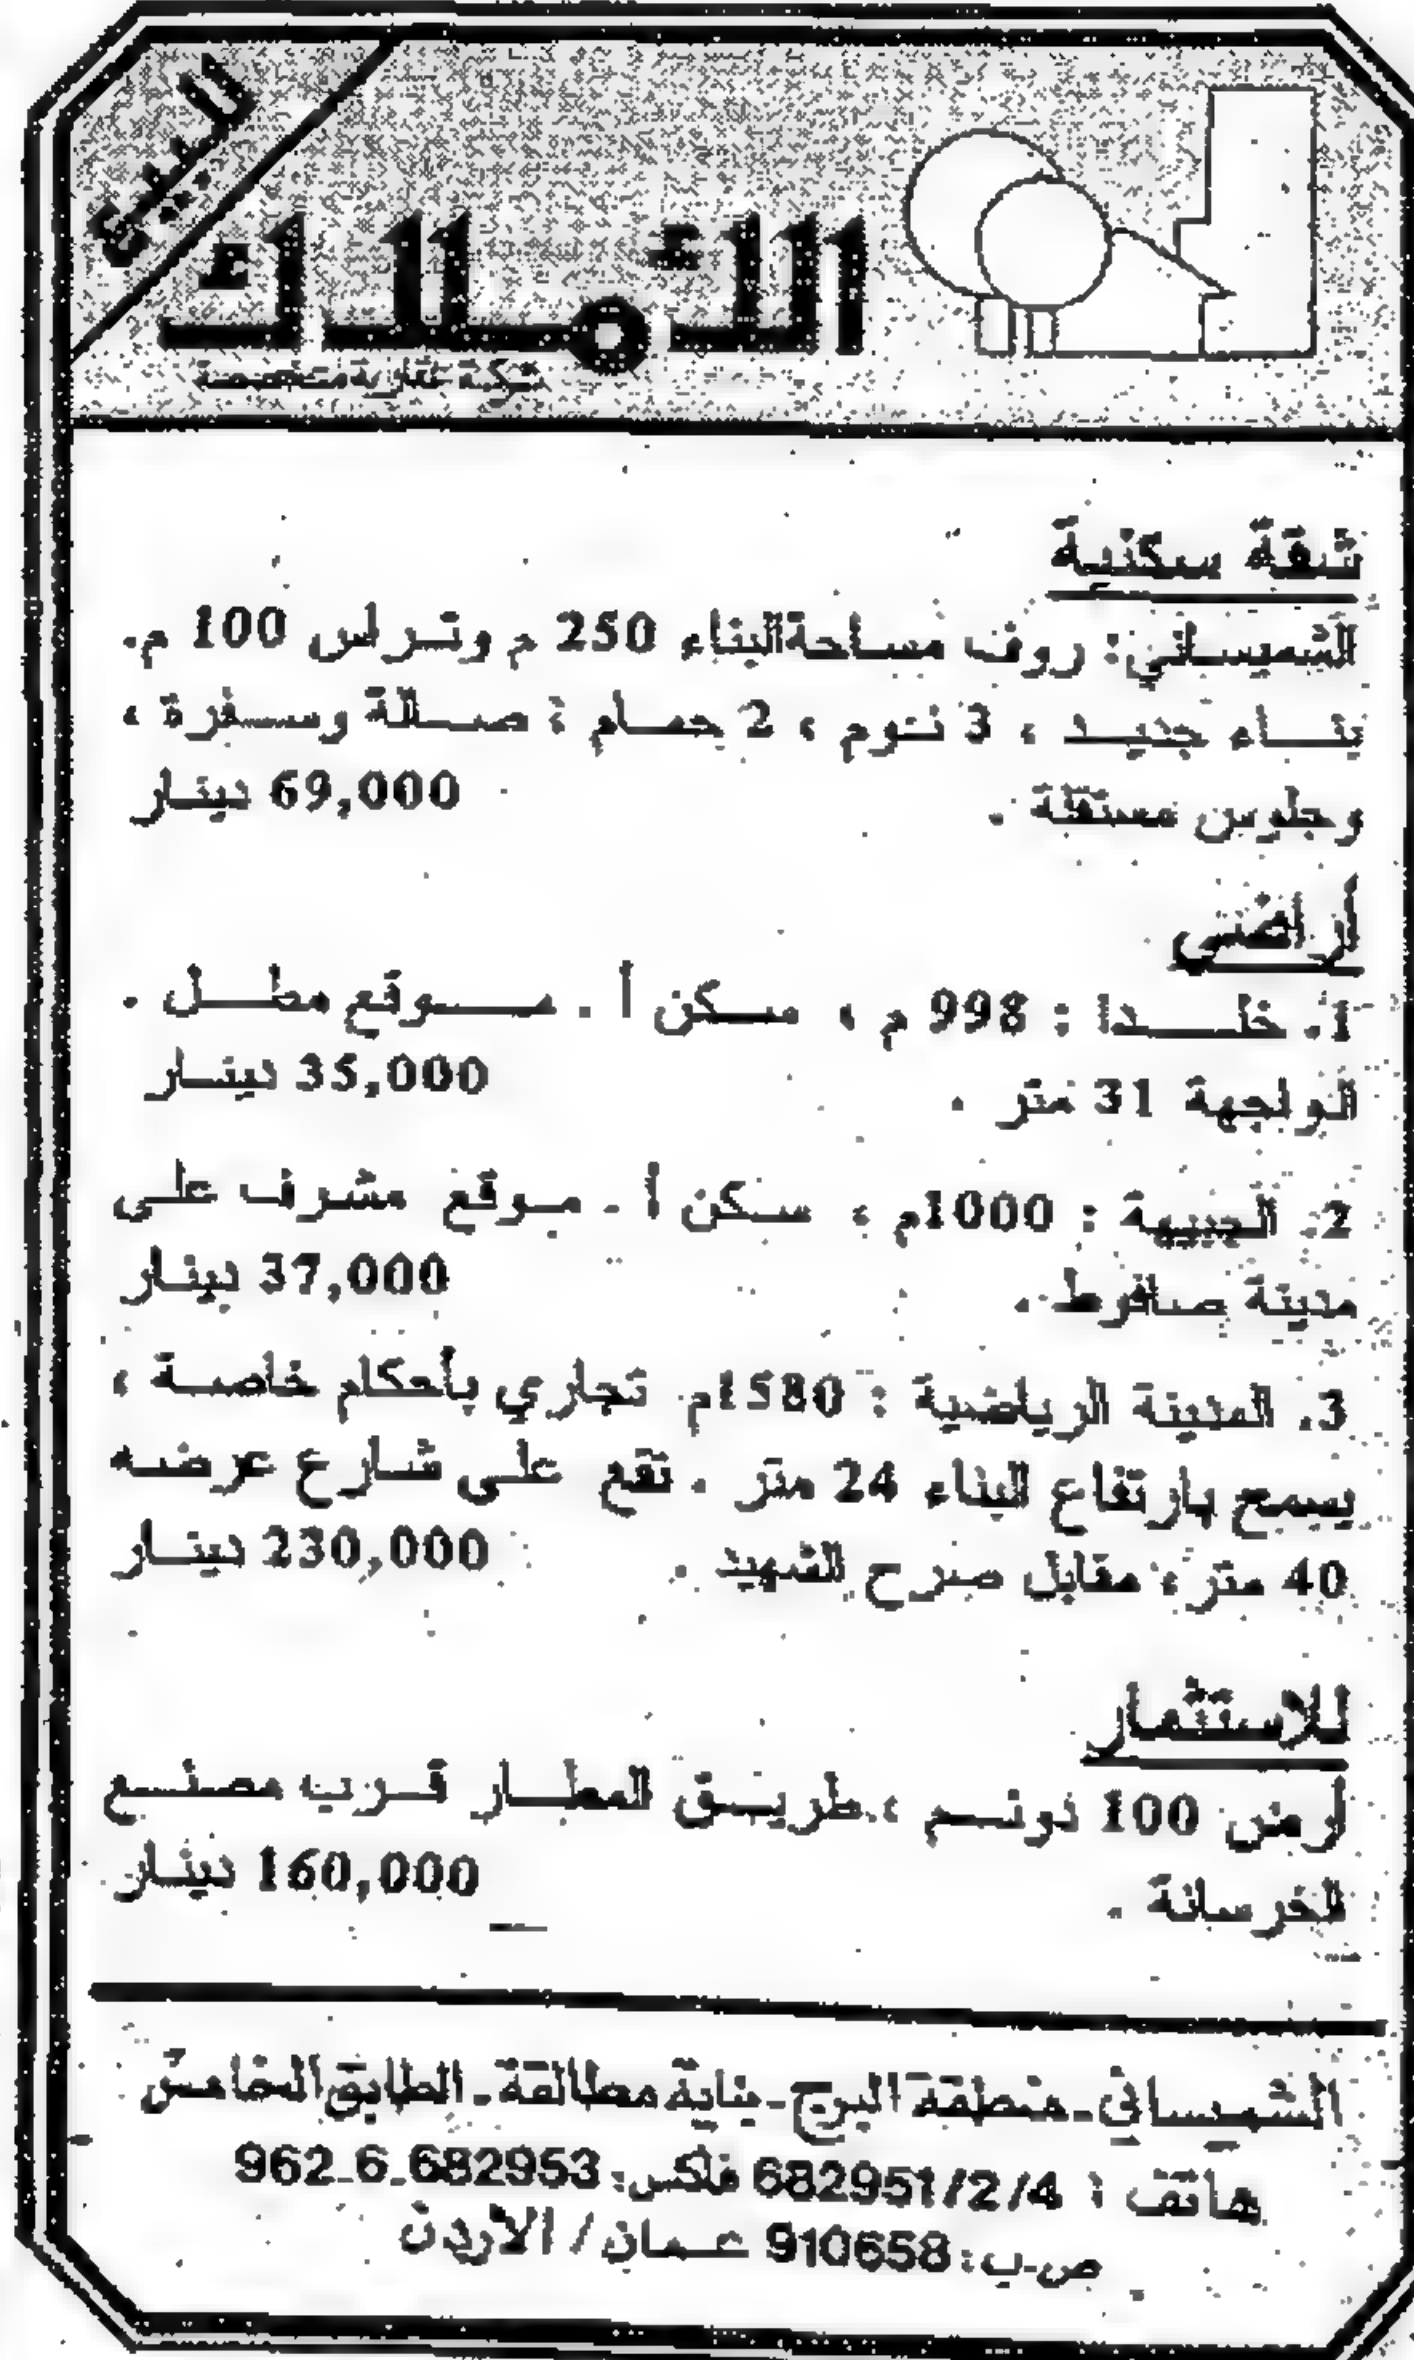 للبيع
التملك
شركة عقارية متخصصة
شقة سكنية
الشميساني: روف مساحة البناء 250 م وتراس 100 م.
بناء جديد ، 3 نوم ، 2 حمام ، صالة وسفرة ،
وجلوس مستقلة . 69,000 دينار
أراضي
1. خلدا : 998 م ، سكن أ . موقع مطل .
الواجهة 31 متر . 35,000 دينار
2. الجبيهة : 1000م ، سكن أ . موقع مشرف على
مدينة صافوط . 37,000 دينار
3. المدينة الرياضية : 1580م تجاري بأحكام خاصة ،
يسمح بارتفاع البناء 24 متر . تقع على شارع عرضه
40 متر، مقابل صرح الشهيد . 230,000 دينار
للاستثمار
أرض 100 دونم ، طريق المطار قرب مصنع
الخرسانة . 160,000 دينار
الشميساني - منطقة البرج - بناية مطالقة - الطابق الخامس
هاتف : 682951/2/4 فاكس: 962-6-682953
ص.ب: 910658 عمان / الأردن